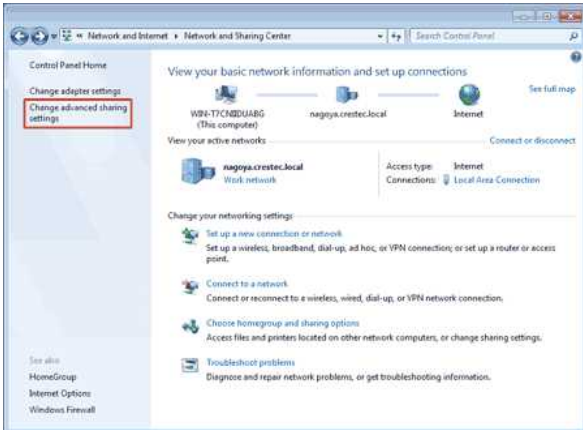 « Network and Internet ▸ Network and Sharing Center
Search Control Panel
Control Panel Home
Change adapter settings
Change advanced sharing
settings
See also
HomeGroup
Internet Options
Windows Firewall
View your basic network information and set up connections
See full map
nagoya.crestec.local
Internet
(This computer)
View your active networks
Connect or disconnect
nagoya.crestec.local
Work network
Access type: Internet
Connections: Local Area Connection
Change your networking settings
Set up a new connection or network
Set up a wireless, broadband, dial-up, ad hoc, or VPN connection; or set up a router or access
point.
Connect to a network
Connect or reconnect to a wireless, wired, dial-up, or VPN network connection.
Choose homegroup and sharing options
Access files and printers located on other network computers, or change sharing settings.
Troubleshoot problems
Diagnose and repair network problems, or get troubleshooting information.